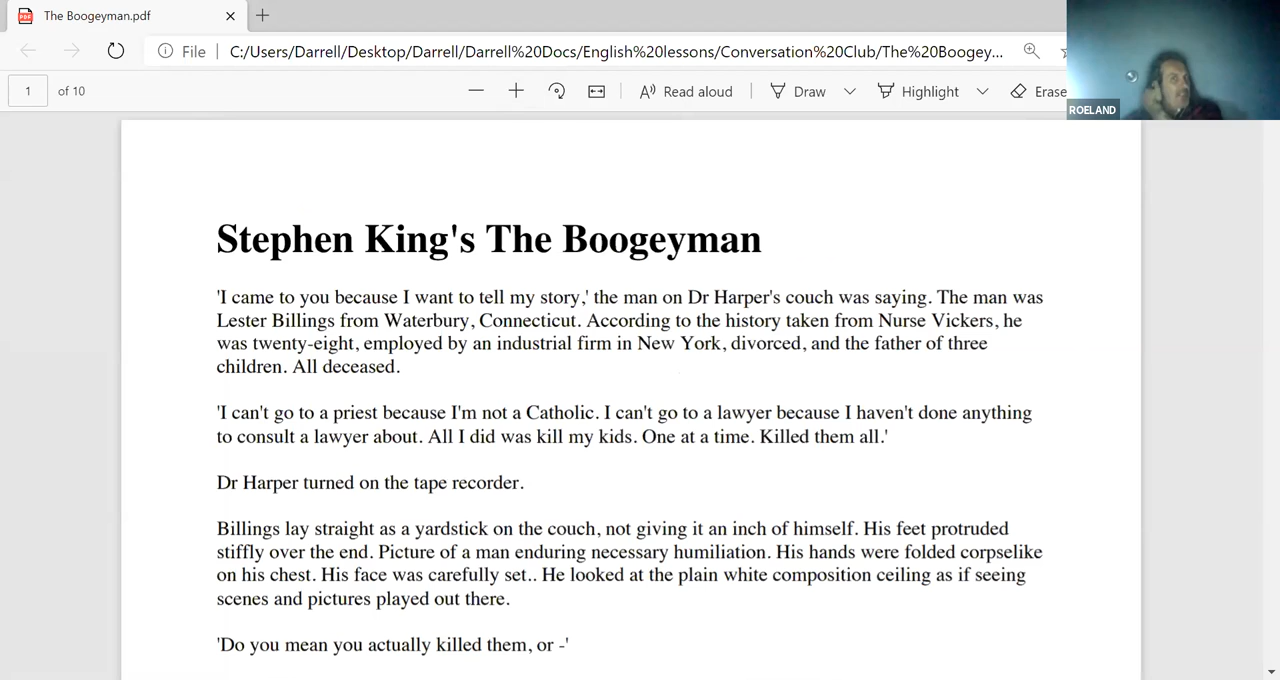 The Boogeyman.pdf
File
C:/Users/Darrell/Desktop/Darrell/Darrell%20Docs/English%20lessons/Conversation%20Club/The%20Boogey...
1
of 10
Read aloud
Draw
Highlight
Erase
ROELAND
Stephen King's The Boogeyman
'I came to you because I want to tell my story,' the man on Dr Harper's couch was saying. The man was
Lester Billings from Waterbury, Connecticut. According to the history taken from Nurse Vickers, he
was twenty-eight, employed by an industrial firm in New York, divorced, and the father of three
children. All deceased.
'I can't go to a priest because I'm not a Catholic. I can't go to a lawyer because I haven't done anything
to consult a lawyer about. All I did was kill my kids. One at a time. Killed them all.'
Dr Harper turned on the tape recorder.
Billings lay straight as a yardstick on the couch, not giving it an inch of himself. His feet protruded
stiffly over the end. Picture of a man enduring necessary humiliation. His hands were folded corpselike
on his chest. His face was carefully set.. He looked at the plain white composition ceiling as if seeing
scenes and pictures played out there.
'Do you mean you actually killed them, or -'